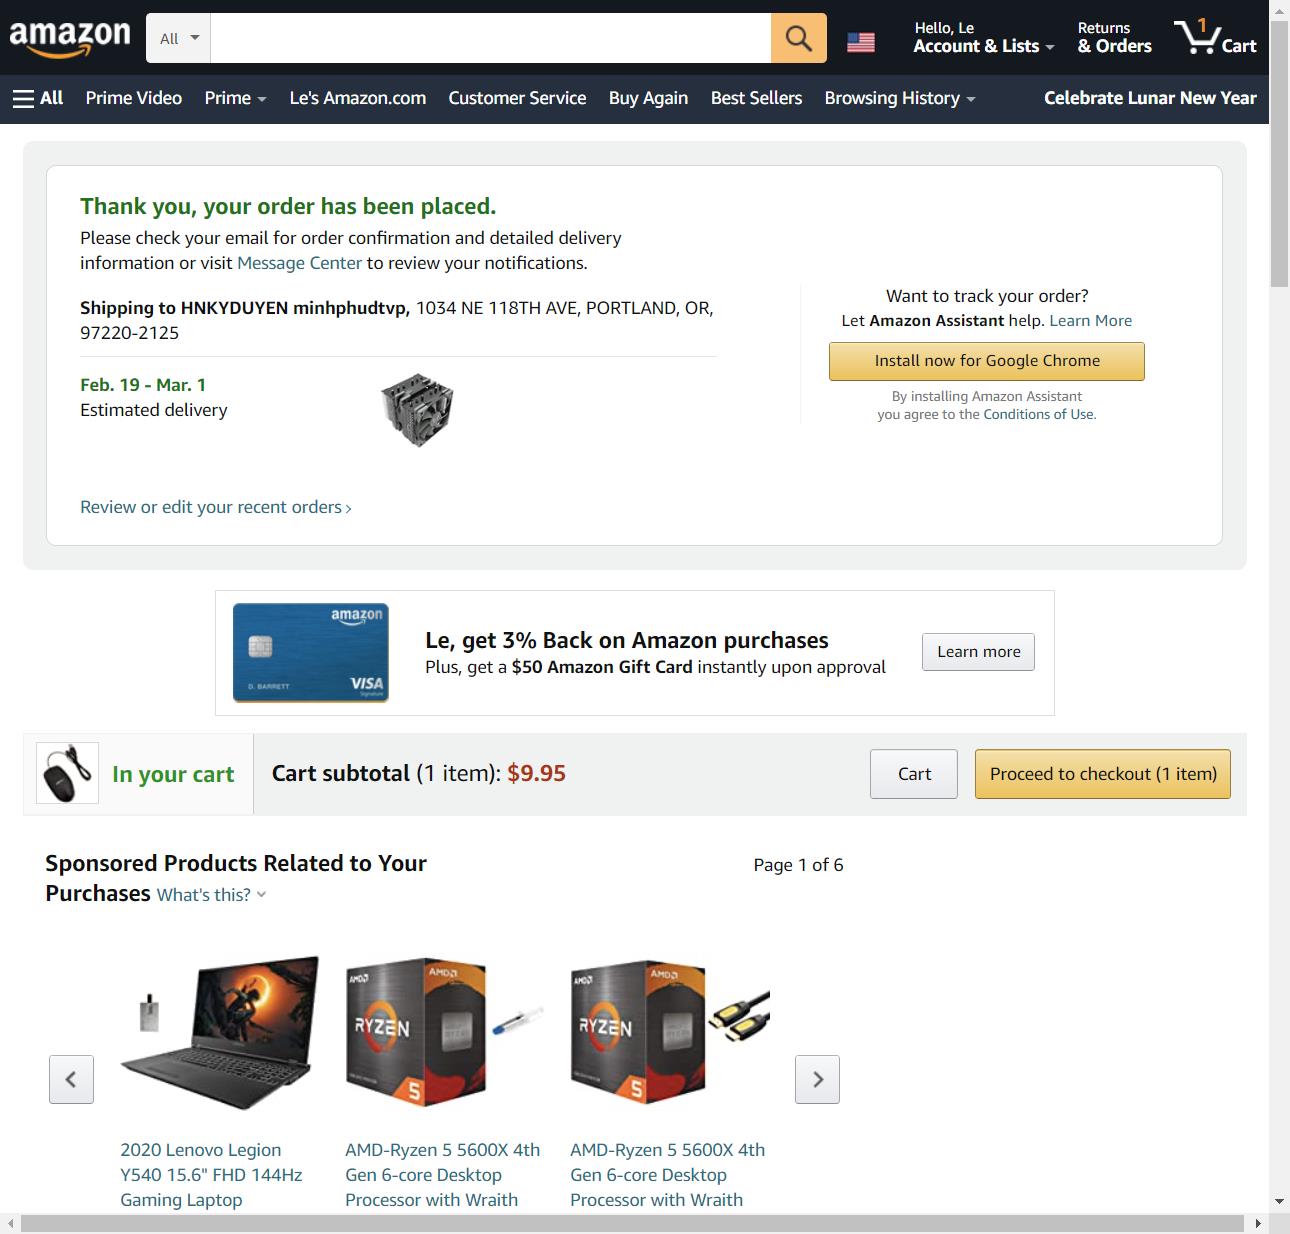 amazon
All
Hello, Le
Account & Lists
Returns
& Orders
1
Cart
All
Prime Video
Prime
Le's Amazon.com
Customer Service
Buy Again
Best Sellers
Browsing History
Celebrate Lunar New Year
Thank you, your order has been placed.
Please check your email for order confirmation and detailed delivery
information or visit Message Center to review your notifications.
Shipping to HNKYDUYEN minhphudtvp, 1034 NE 118TH AVE, PORTLAND, OR,
97220-2125
Feb. 19 - Mar. 1
Estimated delivery
Review or edit your recent orders ›
Want to track your order?
Let Amazon Assistant help. Learn More
Install now for Google Chrome
By installing Amazon Assistant
you agree to the Conditions of Use.
amazon
D. BARRETT
VISA
Signature
Le, get 3% Back on Amazon purchases
Plus, get a $50 Amazon Gift Card instantly upon approval
Learn more
In your cart
Cart subtotal (1 item): $9.95
Cart
Proceed to checkout (1 item)
Sponsored Products Related to Your
Purchases What's this?
Page 1 of 6
AMD
AMD
RYZEN
5
AMD
AMD
RYZEN
5
2020 Lenovo Legion
Y540 15.6" FHD 144Hz
Gaming Laptop
AMD-Ryzen 5 5600X 4th
Gen 6-core Desktop
Processor with Wraith
AMD-Ryzen 5 5600X 4th
Gen 6-core Desktop
Processor with Wraith